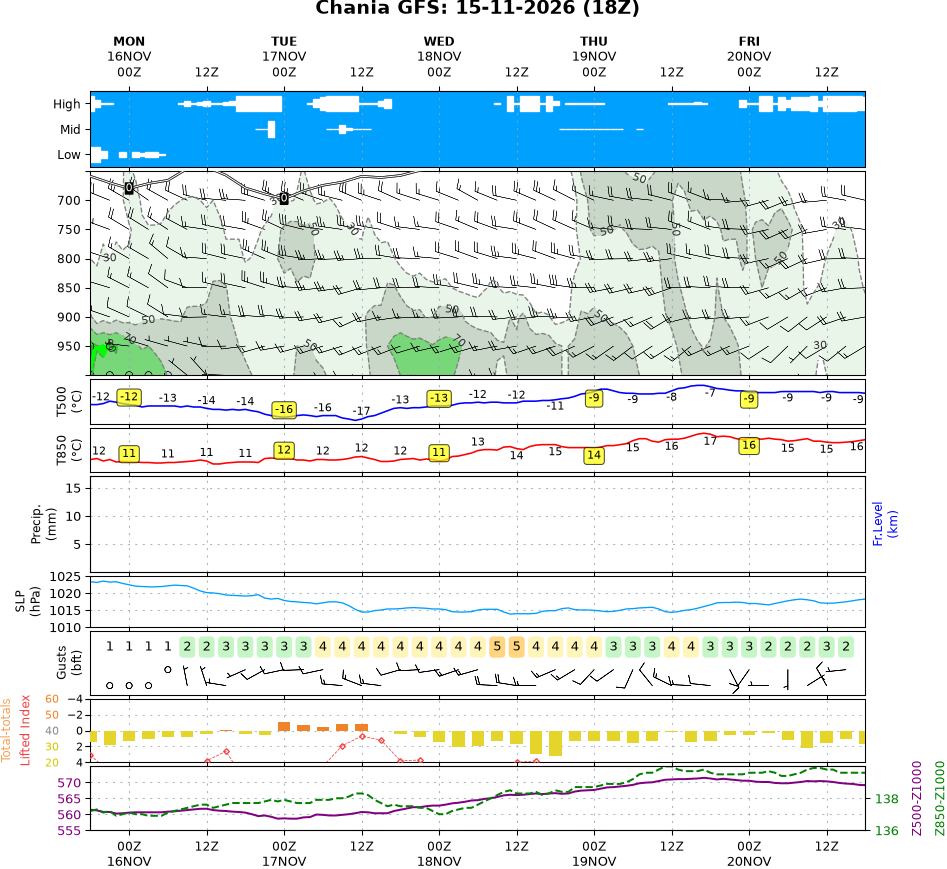 Chania GFS: 15-11-2026 (18Z)
MON TUE WED THU FRI
16NOV 17NOV 18NOV 19NOV 20NOV
00Z 12Z 00Z 12Z 00Z 12Z 00Z 12Z 00Z 12Z
High
Mid
Low
0 0 50
700
750 30 70 30 50 50 30
800 30 50
850
900 50 50 50
950 70 50 70 30
T500 (°C)
-12 -12 -13 -14 -14 -16 -16 -17 -13 -13 -12 -12 -11 -9 -9 -8 -7 -9 -9 -9 -9
T850 (°C)
12 11 11 11 11 12 12 12 12 11 13 14 15 14 15 16 17 16 15 15 16
Precip. (mm)
15
10
5
Fr.Level (km)
SLP (hPa)
1025
1020
1015
1010
Gusts (bft)
1 1 1 1 2 2 3 3 3 3 3 4 4 4 4 4 4 4 4 4 5 5 4 4 4 4 3 3 3 4 4 3 3 3 2 2 2 3 2
Total-totals
Lifted Index
60 −4
50 −2
40 0
30 2
20 4
570
565 138
560
555 136
Z500-Z1000
Z850-Z1000
00Z 12Z 00Z 12Z 00Z 12Z 00Z 12Z 00Z 12Z
16NOV 17NOV 18NOV 19NOV 20NOV